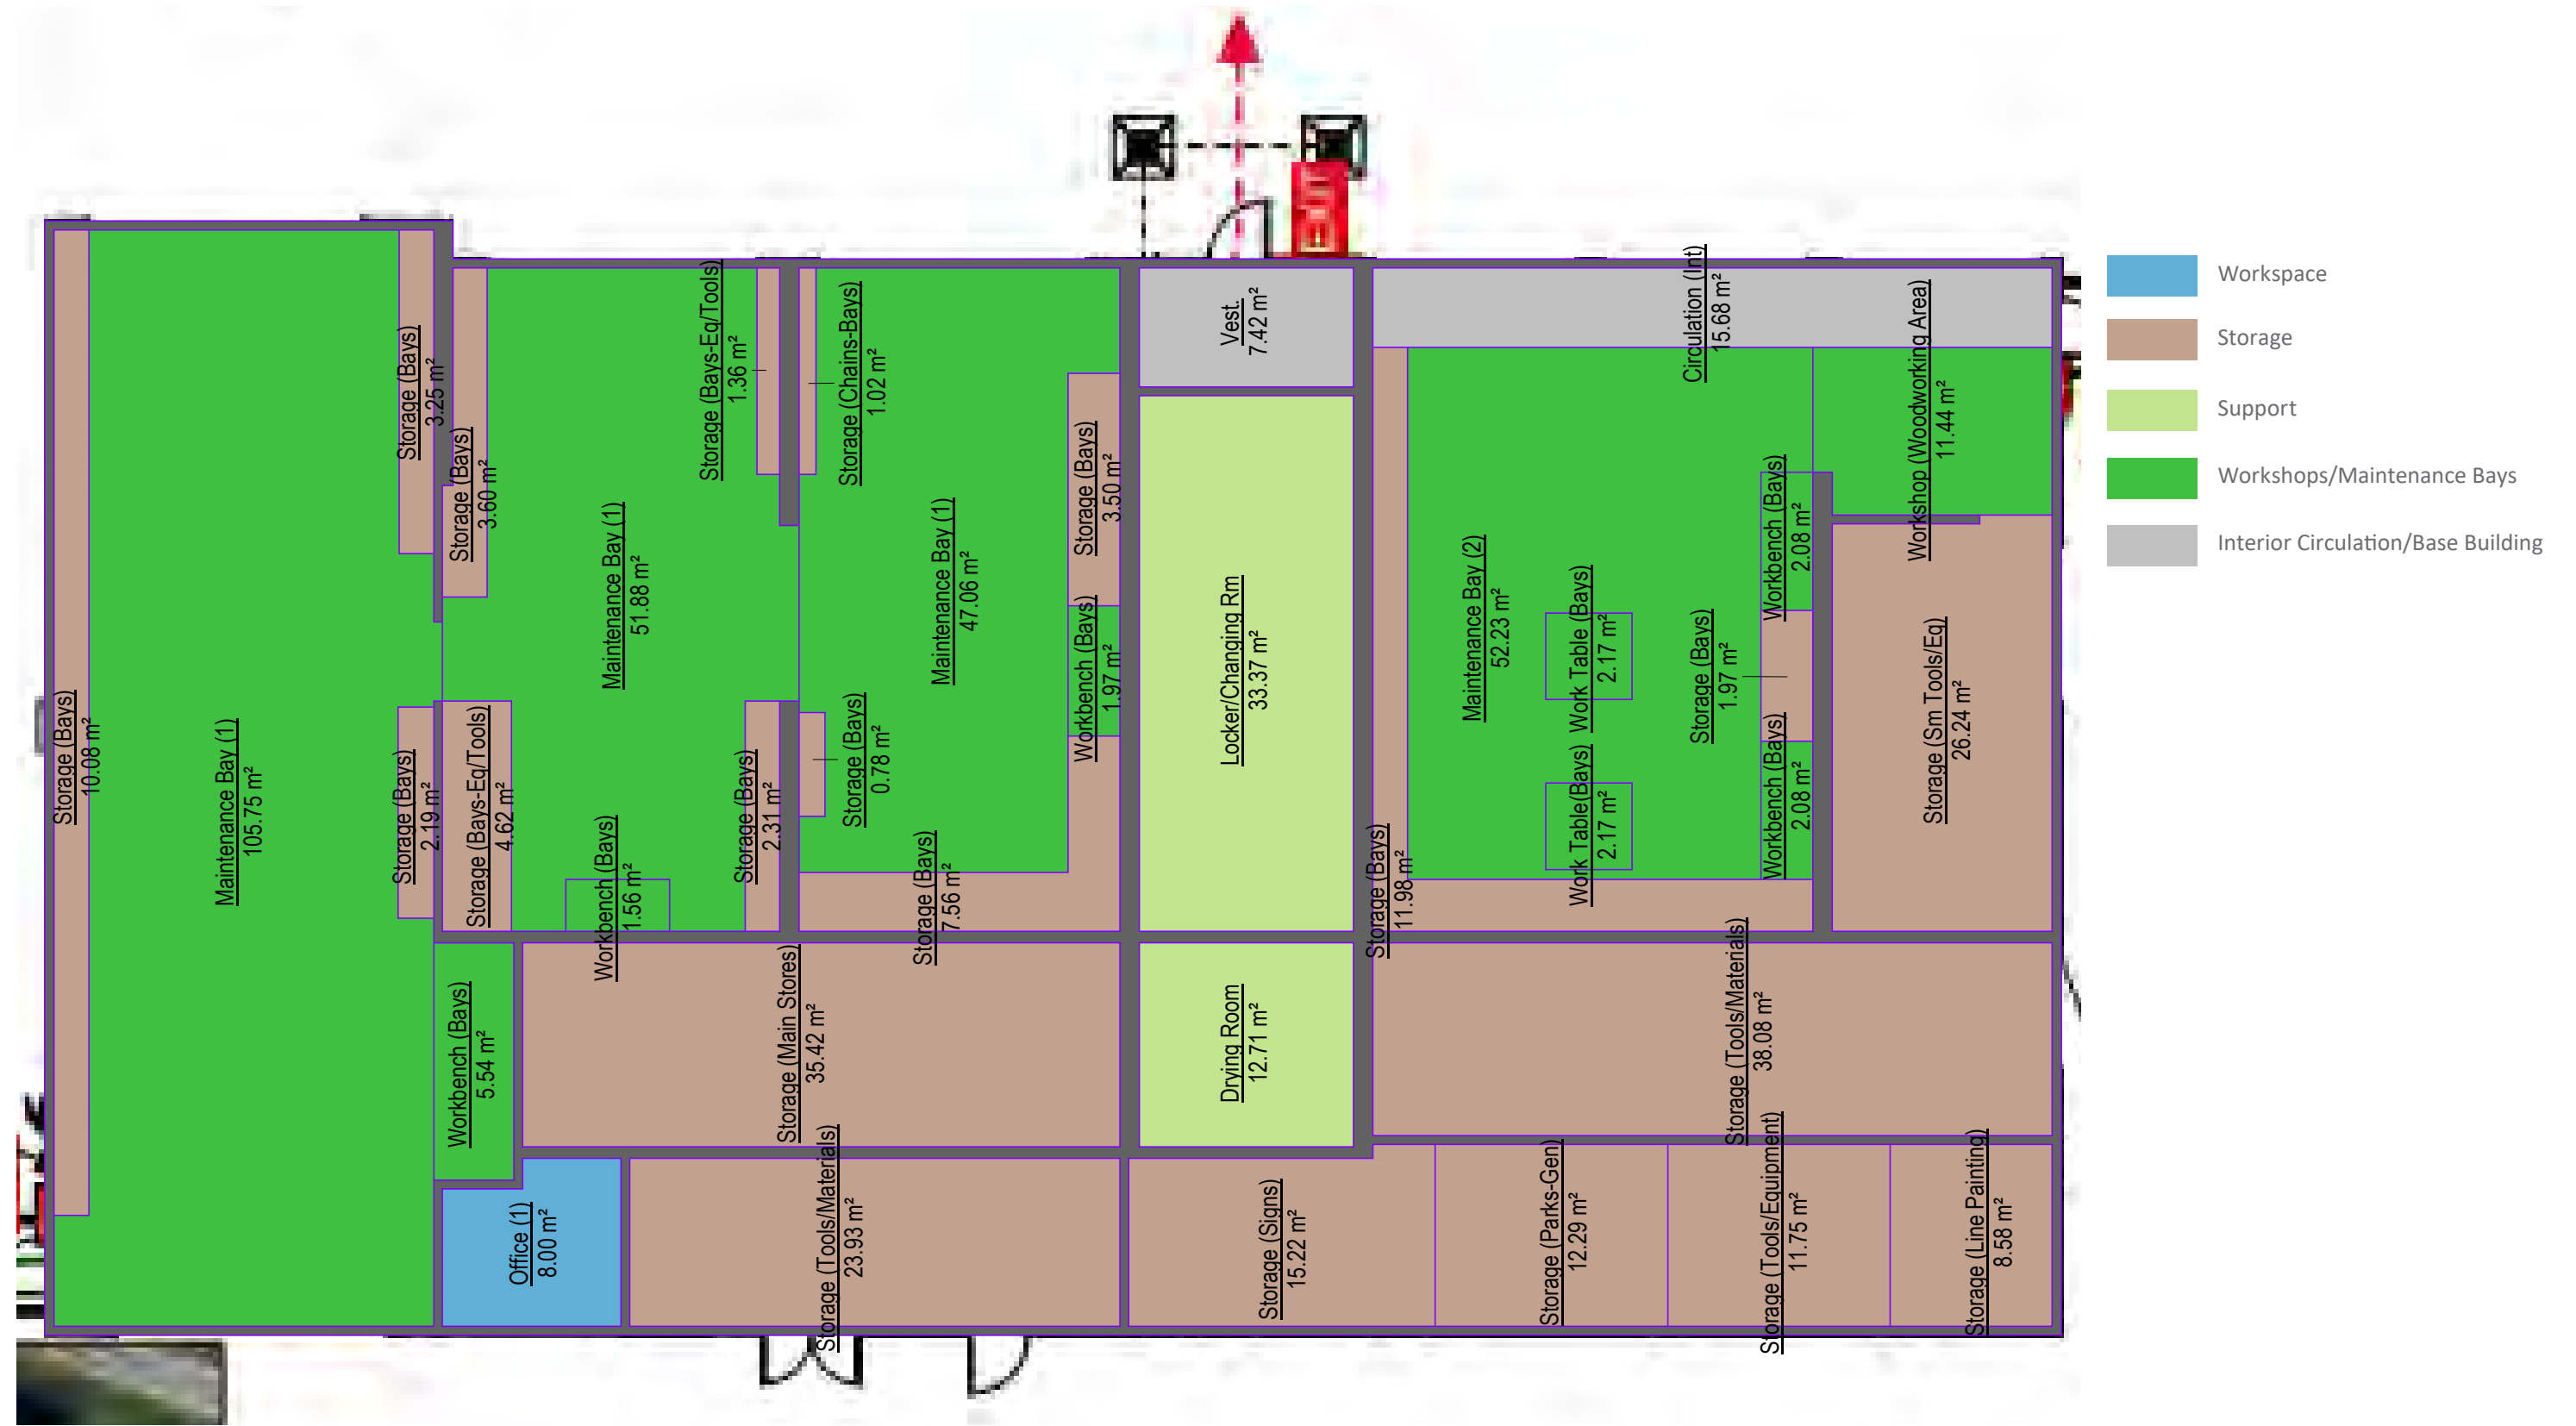 EXIT
Storage (Bays)
10.08 m²
Maintenance Bay (1)
105.75 m²
Storage (Bays)
3.25 m²
Storage (Bays)
2.19 m²
Storage (Bays)
3.60 m²
Storage (Bays-Eq/Tools)
4.62 m²
Workbench (Bays)
5.54 m²
Office (1)
8.00 m²
Maintenance Bay (1)
51.88 m²
Workbench (Bays)
1.56 m²
Storage (Bays-Eq/Tools)
1.36 m²
Storage (Bays)
2.31 m²
Storage (Main Stores)
35.42 m²
Storage (Tools/Materials)
23.93 m²
Storage (Chains-Bays)
1.02 m²
Storage (Bays)
0.78 m²
Maintenance Bay (1)
47.06 m²
Storage (Bays)
7.56 m²
Storage (Bays)
3.50 m²
Workbench (Bays)
1.97 m²
Vest.
7.42 m²
Locker/Changing Rm
33.37 m²
Drying Room
12.71 m²
Storage (Signs)
15.22 m²
Storage (Bays)
11.98 m²
Maintenance Bay (2)
52.23 m²
Work Table (Bays)
2.17 m²
Work Table(Bays)
2.17 m²
Storage (Parks-Gen)
12.29 m²
Circulation (Int)
15.68 m²
Storage (Bays)
1.97 m²
Workbench (Bays)
2.08 m²
Workbench (Bays)
2.08 m²
Storage (Tools/Materials)
38.08 m²
Storage (Tools/Equipment)
11.75 m²
Workshop (Woodworking Area)
11.44 m²
Storage (Sm Tools/Eq)
26.24 m²
Storage (Line Painting)
8.58 m²
Workspace
Storage
Support
Workshops/Maintenance Bays
Interior Circulation/Base Building